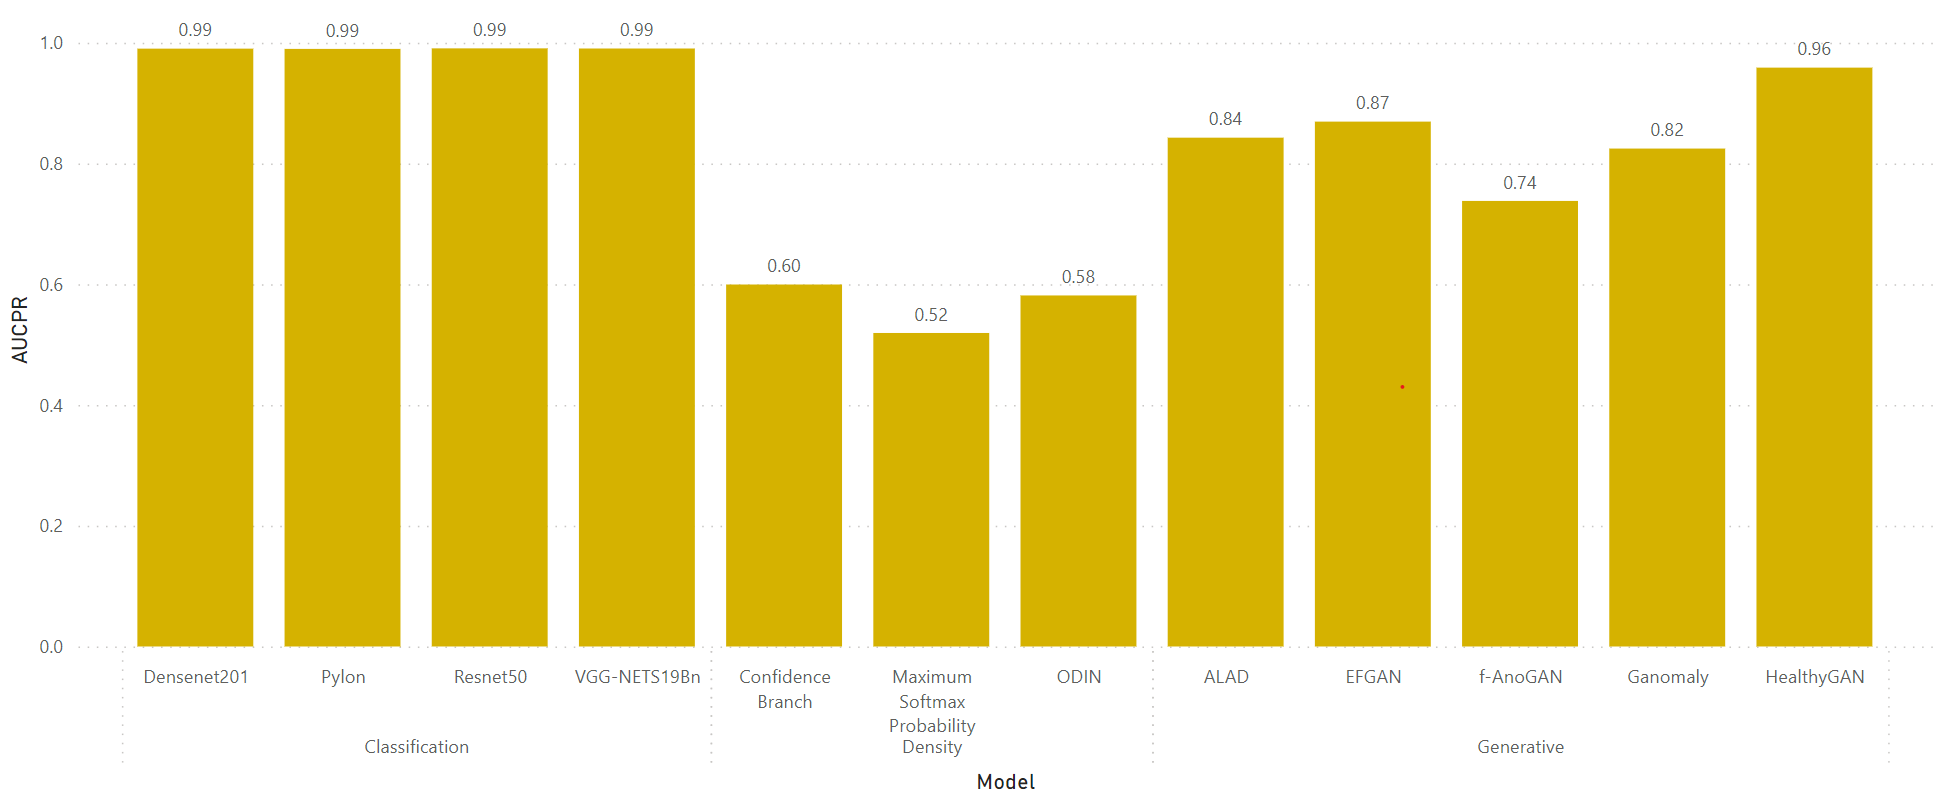 0.99
0.99
0.99
0.99
0.60
0.52
0.58
0.84
0.87
0.74
0.82
0.96
1.0
0.8
0.6
0.4
0.2
0.0
AUCPR
Densenet201
Pylon
Resnet50
VGG-NETS19Bn
Confidence
Branch
Maximum
Softmax
Probability
ODIN
ALAD
EFGAN
f-AnoGAN
Ganomaly
HealthyGAN
Classification
Density
Generative
Model